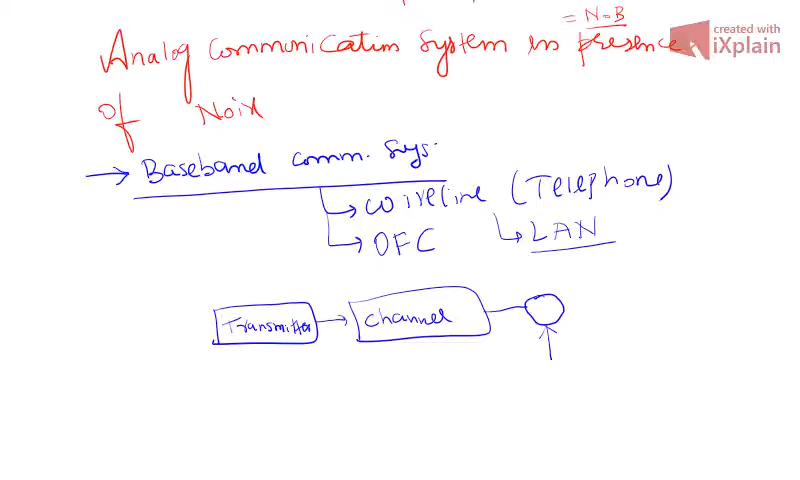 = N-B
Analog Communication System in presence
of Noise
created with
iXplain
→ Baseband comm. Sys.
→ Wireline (Telephone)
→ OFC → LAN
Transmitter → Channel